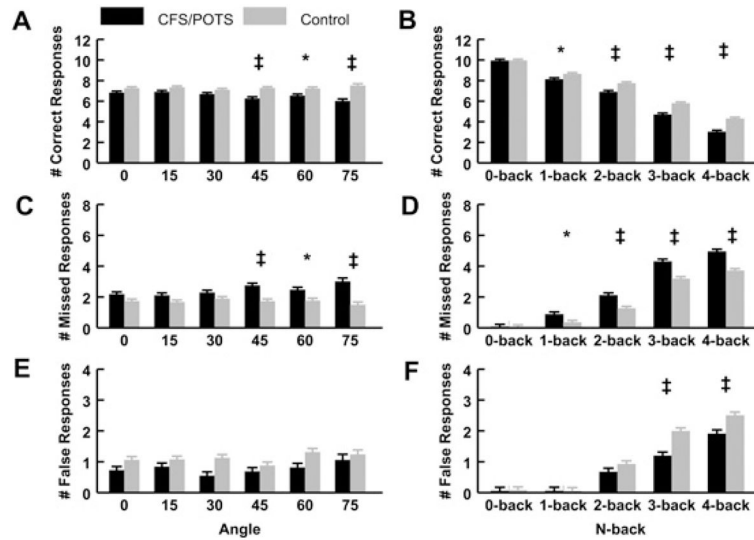 CFS/POTS Control
A
# Correct Responses
12
10
8
6
4
2
0
‡ * ‡
0 15 30 45 60 75
B
# Correct Responses
12
10
8
6
4
2
0
* ‡ ‡ ‡
0-back 1-back 2-back 3-back 4-back
C
# Missed Responses
8
6
4
2
0
‡ * ‡
0 15 30 45 60 75
D
# Missed Responses
8
6
4
2
0
* ‡ ‡ ‡
0-back 1-back 2-back 3-back 4-back
E
# False Responses
4
3
2
1
0
0 15 30 45 60 75
Angle
F
# False Responses
4
3
2
1
0
‡ ‡
0-back 1-back 2-back 3-back 4-back
N-back